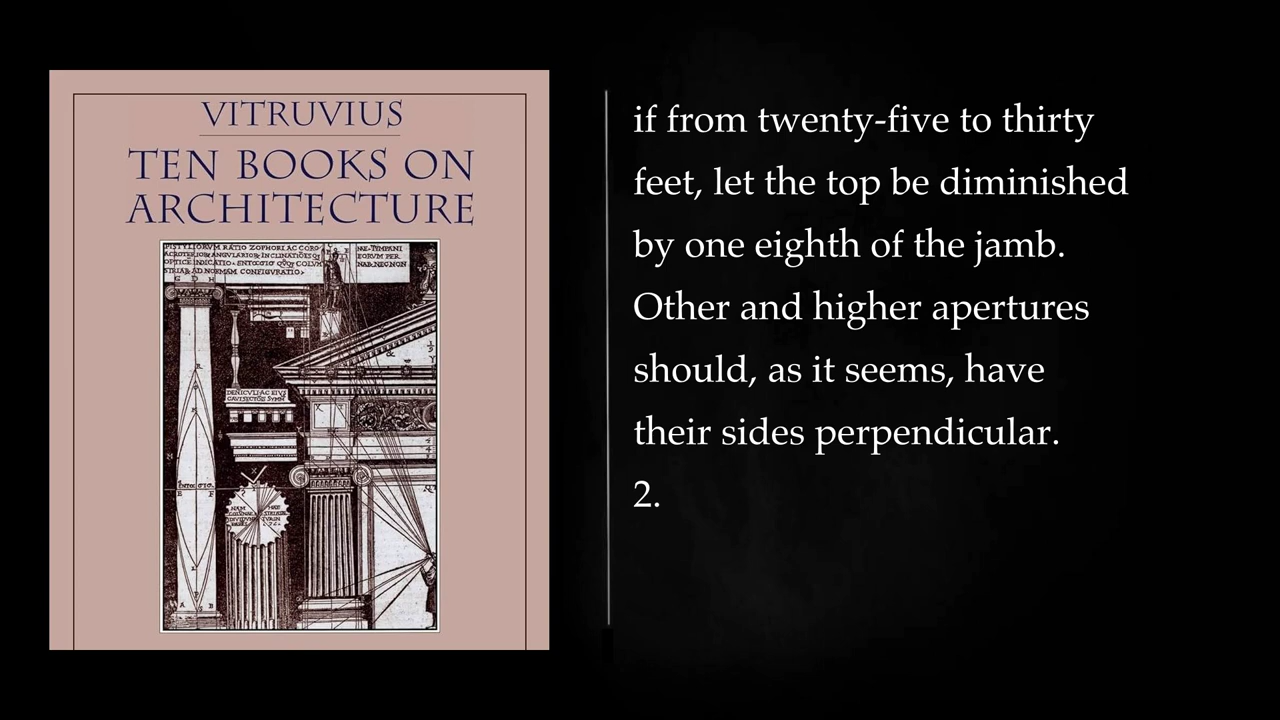 VITRUVIUS
TEN BOOKS ON
ARCHITECTURE
if from twenty-five to thirty
feet, let the top be diminished
by one eighth of the jamb.
Other and higher apertures
should, as it seems, have
their sides perpendicular.
2.